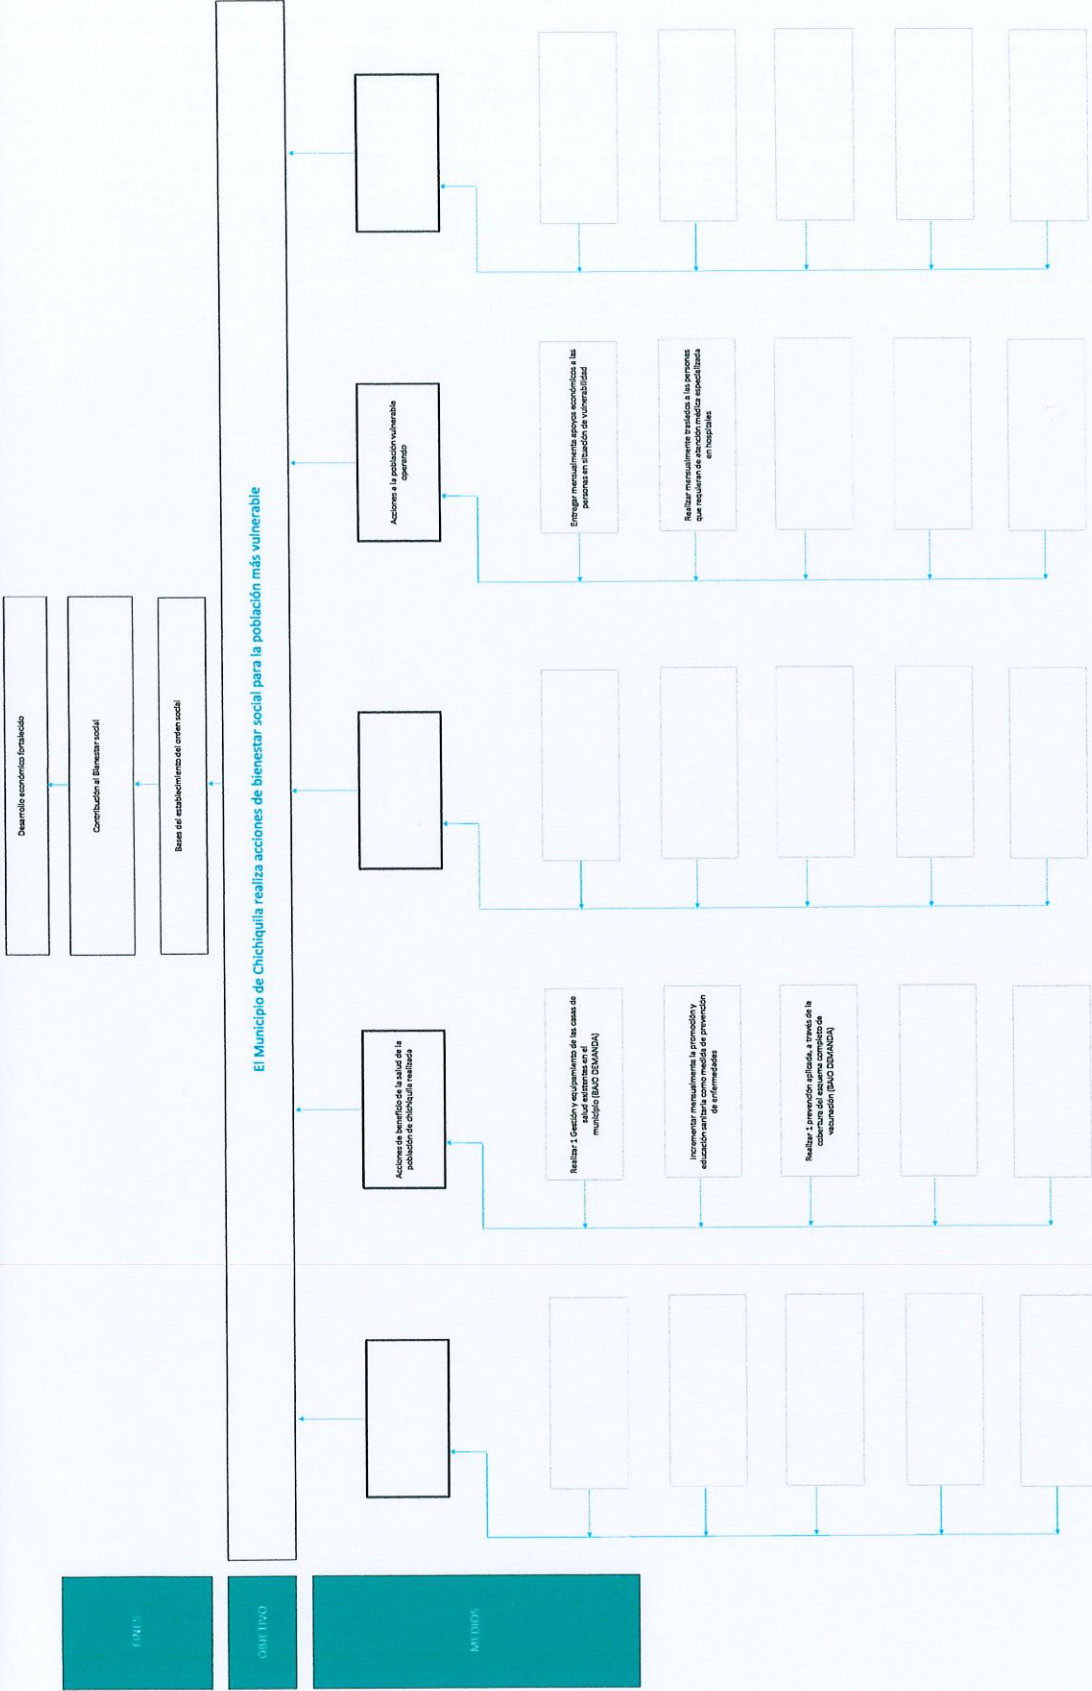 Desarrollo económico fortalecido
Contribución al Bienestar social
Bases del establecimiento del orden social
FINES
El Municipio de Chichiquila realiza acciones de bienestar social para la población más vulnerable
OBJETIVO
Acciones de beneficio de la salud de la
población de chichiquila realizada
Acciones a la población vulnerable
operando
MEDIOS
Realizar 1 Gestión y equipamiento de las casas de
salud existentes en el
municipio (BAJO DEMANDA)
Incrementar mensualmente la promoción y
educación sanitaria como medida de prevención
de enfermedades
Realizar 1 prevención aplicada, a través de la
cobertura del esquema completo de
vacunación (BAJO DEMANDA)
Entregar mensualmente apoyos económicos a las
personas en situación de vulnerabilidad
Realizar mensualmente traslados a las personas
que requieran de atención médica especializada
en hospitales